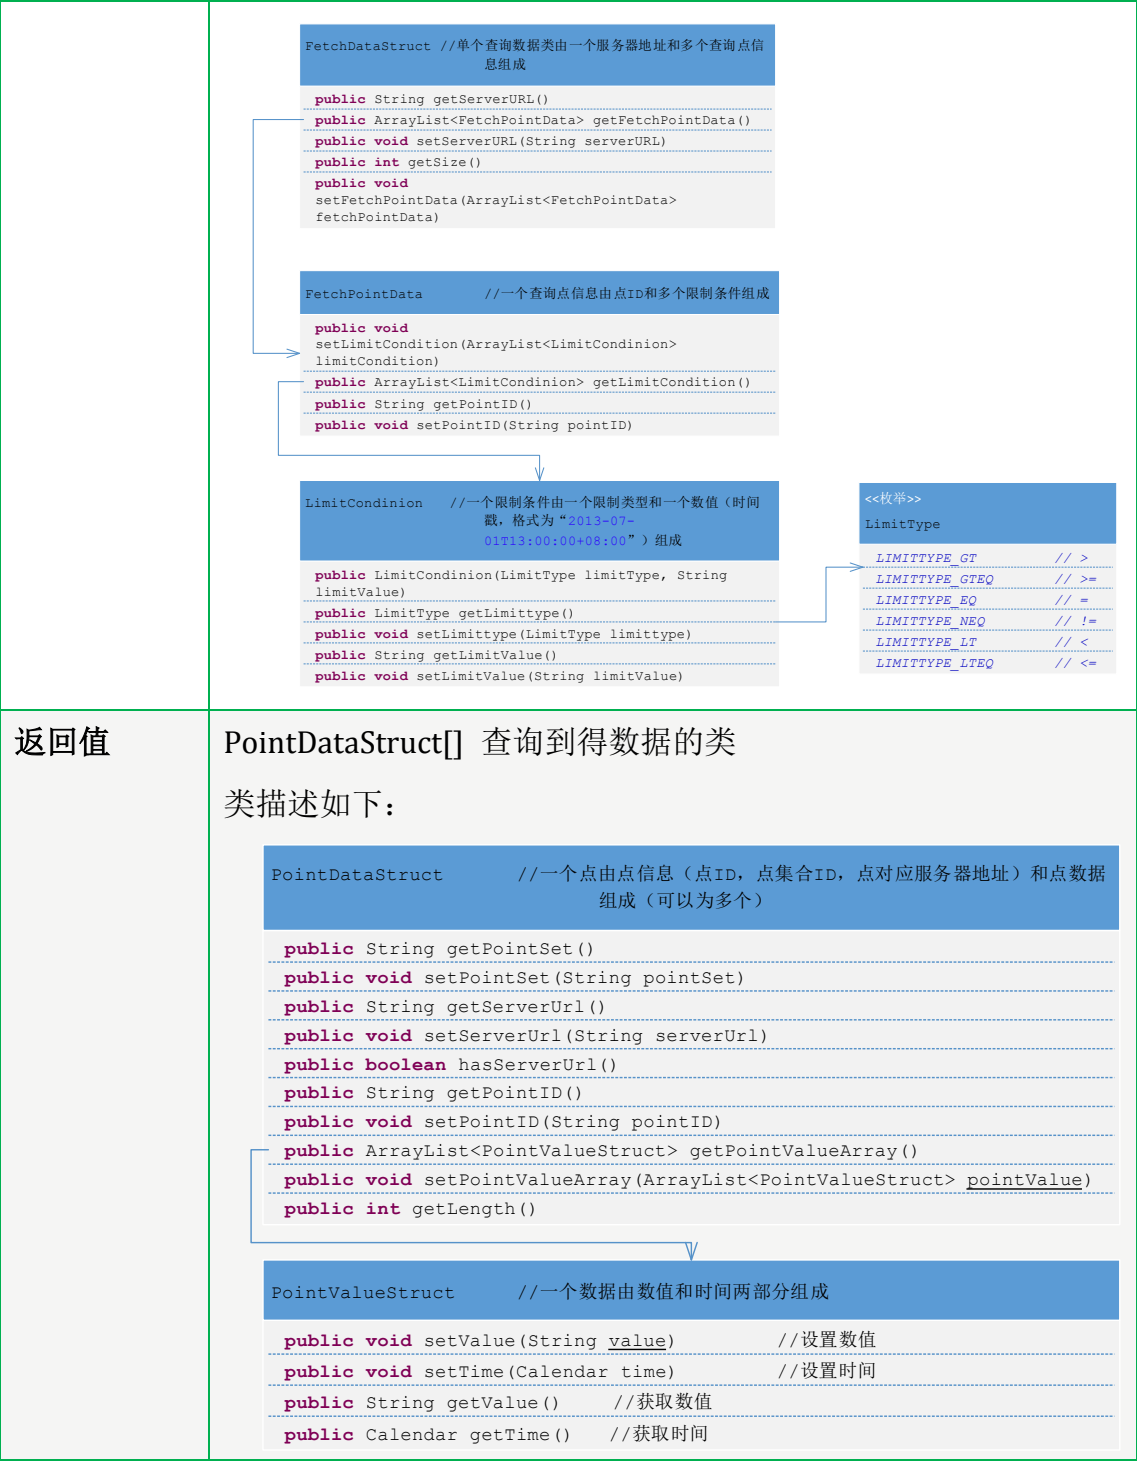 FetchDataStruct //单个查询数据类由一个服务器地址和多个查询点信
息组成
public String getServerURL()
public ArrayList<FetchPointData> getFetchPointData()
public void setServerURL(String serverURL)
public int getSize()
public void
setFetchPointData(ArrayList<FetchPointData>
fetchPointData)
FetchPointData //一个查询点信息由点ID和多个限制条件组成
public void
setLimitCondition(ArrayList<LimitCondinion>
limitCondition)
public ArrayList<LimitCondinion> getLimitCondition()
public String getPointID()
public void setPointID(String pointID)
LimitCondinion //一个限制条件由一个限制类型和一个数值（时间
戳，格式为“2013-07-
01T13:00:00+08:00”）组成
public LimitCondinion(LimitType limitType, String
limitValue)
public LimitType getLimittype()
public void setLimittype(LimitType limittype)
public String getLimitValue()
public void setLimitValue(String limitValue)
<<枚举>>
LimitType
LIMITTYPE_GT // >
LIMITTYPE_GTEQ // >=
LIMITTYPE_EQ // =
LIMITTYPE_NEQ // !=
LIMITTYPE_LT // <
LIMITTYPE_LTEQ // <=
返回值 PointDataStruct[] 查询到得数据的类
类描述如下：
PointDataStruct //一个点由点信息（点ID，点集合ID，点对应服务器地址）和点数据
组成（可以为多个）
public String getPointSet()
public void setPointSet(String pointSet)
public String getServerUrl()
public void setServerUrl(String serverUrl)
public boolean hasServerUrl()
public String getPointID()
public void setPointID(String pointID)
public ArrayList<PointValueStruct> getPointValueArray()
public void setPointValueArray(ArrayList<PointValueStruct> pointValue)
public int getLength()
PointValueStruct //一个数据由数值和时间两部分组成
public void setValue(String value) //设置数值
public void setTime(Calendar time) //设置时间
public String getValue() //获取数值
public Calendar getTime() //获取时间